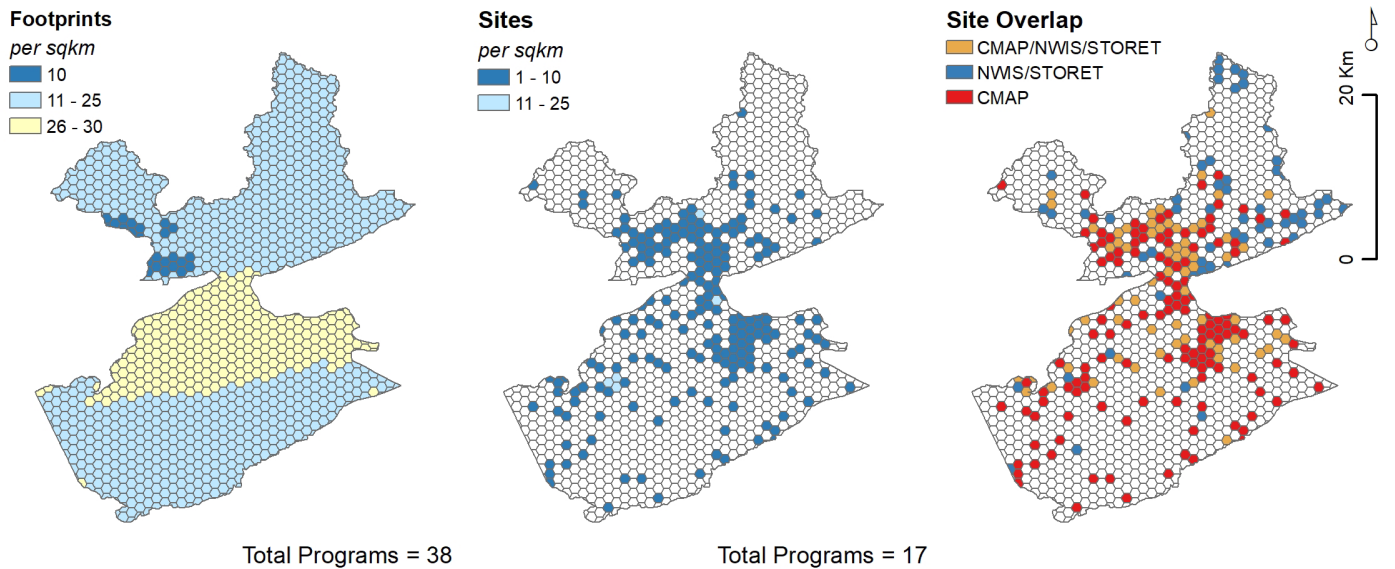 Footprints
per sqkm
10
11 - 25
26 - 30
Total Programs = 38
Sites
per sqkm
1 - 10
11 - 25
Total Programs = 17
Site Overlap
CMAP/NWIS/STORET
NWIS/STORET
CMAP
20 Km
0